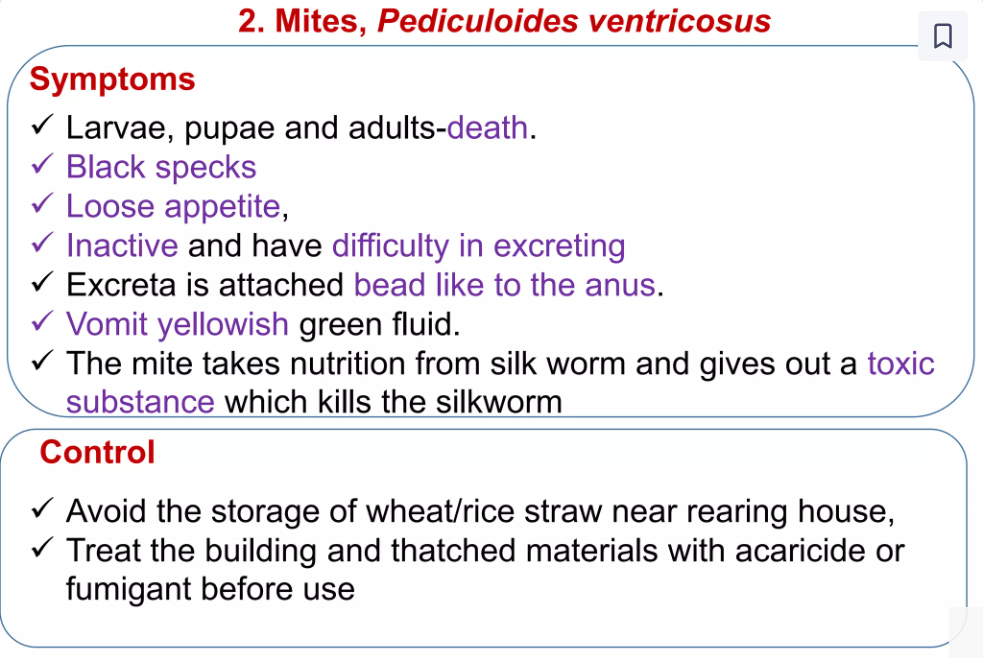 2. Mites, Pediculoides ventricosus
Symptoms
✓ Larvae, pupae and adults-death.
✓ Black specks
✓ Loose appetite,
✓ Inactive and have difficulty in excreting
✓ Excreta is attached bead like to the anus.
✓ Vomit yellowish green fluid.
✓ The mite takes nutrition from silk worm and gives out a toxic
substance which kills the silkworm
Control
✓ Avoid the storage of wheat/rice straw near rearing house,
✓ Treat the building and thatched materials with acaricide or
fumigant before use